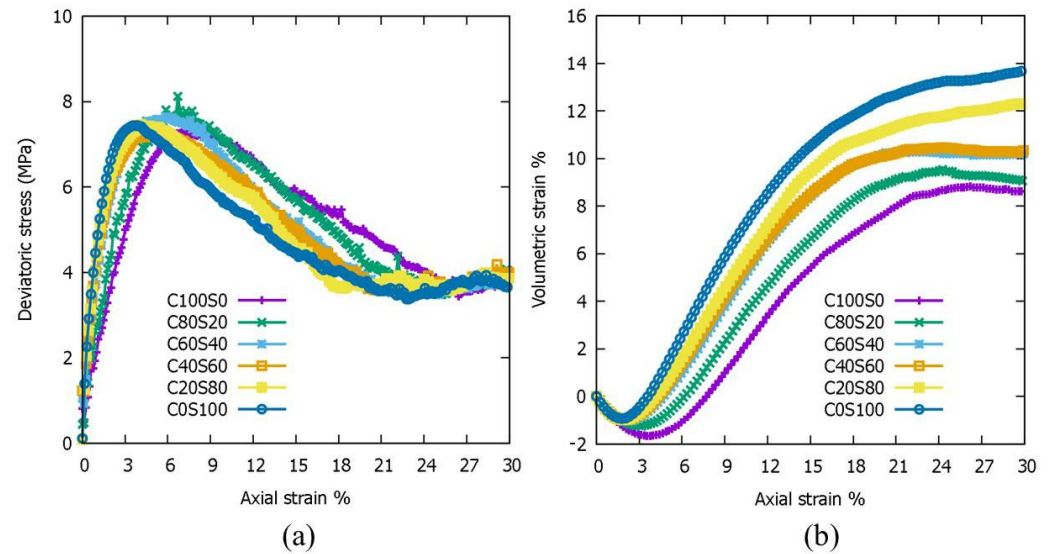 10
8
6
4
2
0
Deviatoric stress (MPa)
C100S0
C80S20
C60S40
C40S60
C20S80
C0S100
0 3 6 9 12 15 18 21 24 27 30
Axial strain %
(a)
16
14
12
10
8
6
4
2
0
-2
Volumetric strain %
C100S0
C80S20
C60S40
C40S60
C20S80
C0S100
0 3 6 9 12 15 18 21 24 27 30
Axial strain %
(b)